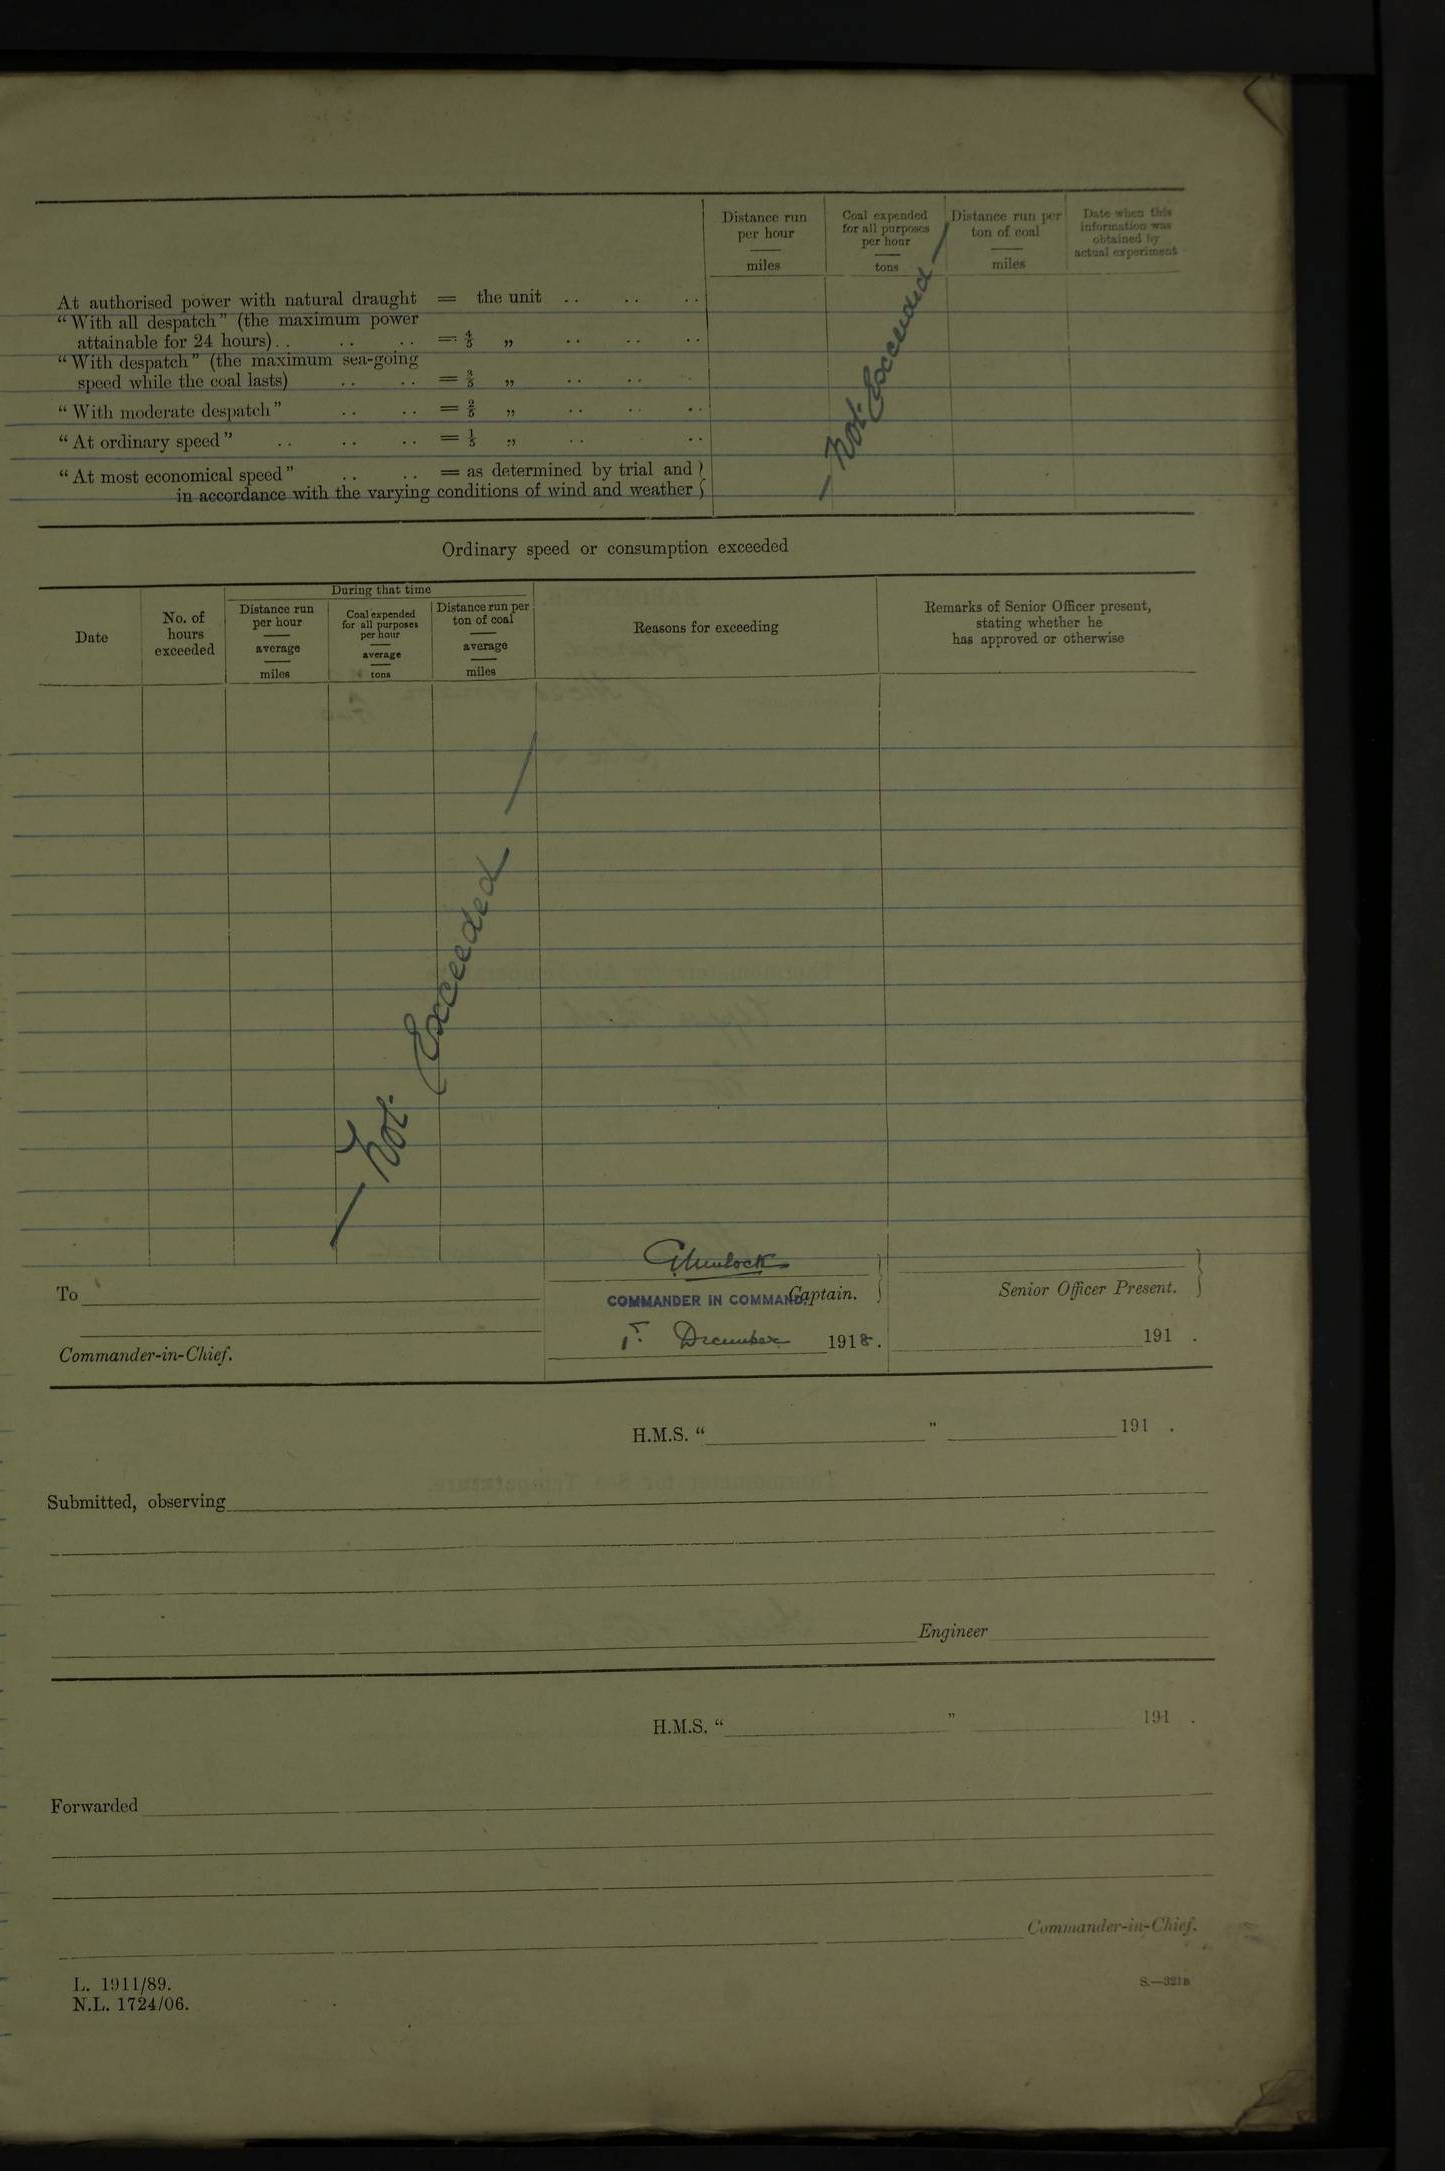 Distance run per hour miles
Coal expended for all purposes per hour tons
Distance run per ton of coal miles
Date when this information was obtained by actual experiment
At authorised power with natural draught = the unit .. .. ..
“With all despatch” (the maximum power
attainable for 24 hours) .. .. .. = 4/5 „ .. .. ..
“With despatch” (the maximum sea-going
speed while the coal lasts) .. .. = 3/5 „ .. .. .
“With moderate despatch” .. .. = 2/5 „ .. .. ..
“At ordinary speed” .. .. .. = 1/5 „ .. ..
“At most economical speed” .. .. = as determined by trial and }
in accordance with the varying conditions of wind and weather }
— Not Exceeded —
Ordinary speed or consumption exceeded
Date
No. of hours exceeded
During that time
Distance run per hour average miles
Coal expended for all purposes per hour average tons
Distance run per ton of coal average miles
Reasons for exceeding
Remarks of Senior Officer present, stating whether he has approved or otherwise
— Not Exceeded —
To
COMMANDER IN COMMAND. Captain. }
Senior Officer Present. }
Commander-in-Chief.
1st December 1918.
191 .
H.M.S. “ ” 191 .
Submitted, observing
Engineer
H.M.S. “ ” 191 .
Forwarded
Commander-in-Chief.
L. 1911/89.
N.L. 1724/06.
S.—321B